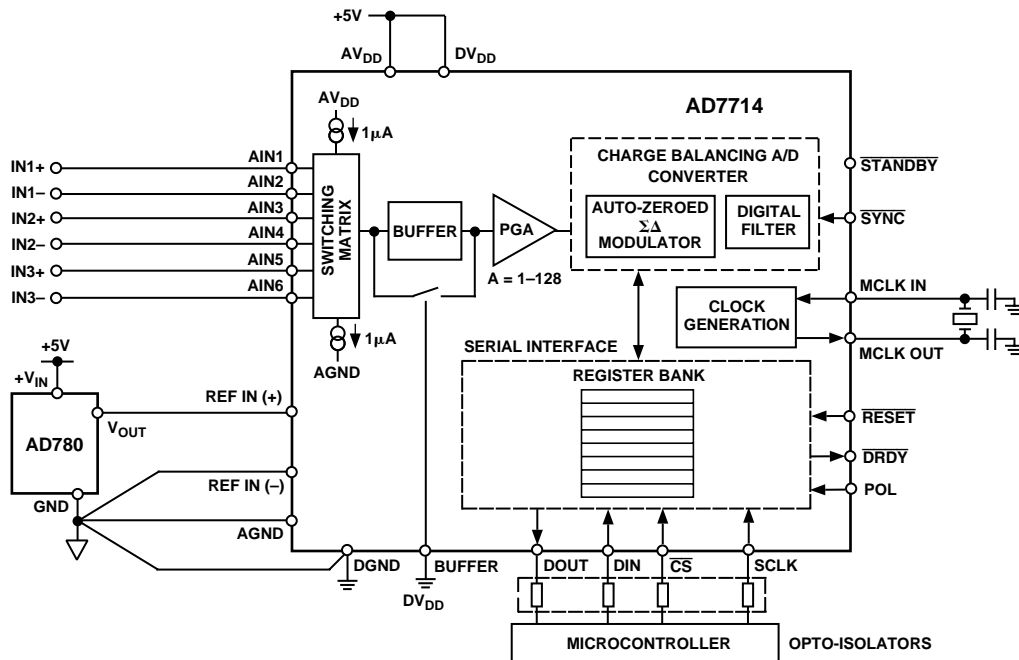 +5V
AVDD
DVDD
AD7714
AVDD
1µA
CHARGE BALANCING A/D
CONVERTER
AUTO-ZEROED
ΣΔ
MODULATOR
DIGITAL
FILTER
STANDBY
SYNC
IN1+
IN1–
IN2+
IN2–
IN3+
IN3–
AIN1
AIN2
AIN3
AIN4
AIN5
AIN6
SWITCHING
MATRIX
BUFFER
PGA
A = 1–128
1µA
AGND
CLOCK
GENERATION
MCLK IN
MCLK OUT
SERIAL INTERFACE
REGISTER BANK
+5V
+VIN
AD780
VOUT
GND
REF IN (+)
REF IN (–)
AGND
RESET
DRDY
POL
DGND
BUFFER
DVDD
DOUT
DIN
CS
SCLK
MICROCONTROLLER
OPTO-ISOLATORS